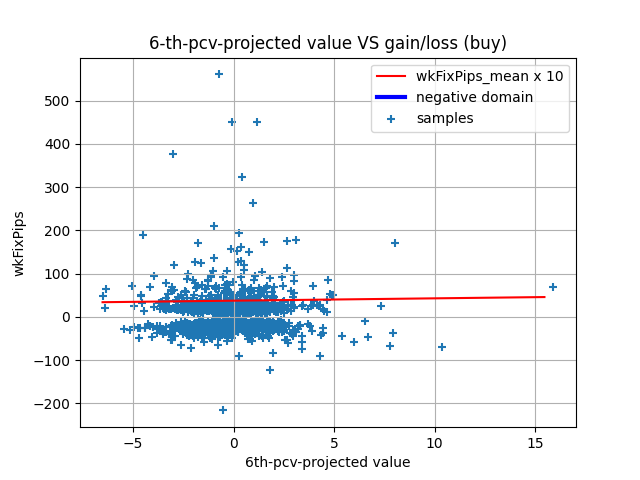 6-th-pcv-projected value VS gain/loss (buy)
wkFixPips_mean x 10
negative domain
samples
wkFixPips
500
400
300
200
100
0
−100
−200
−5
0
5
10
15
6th-pcv-projected value